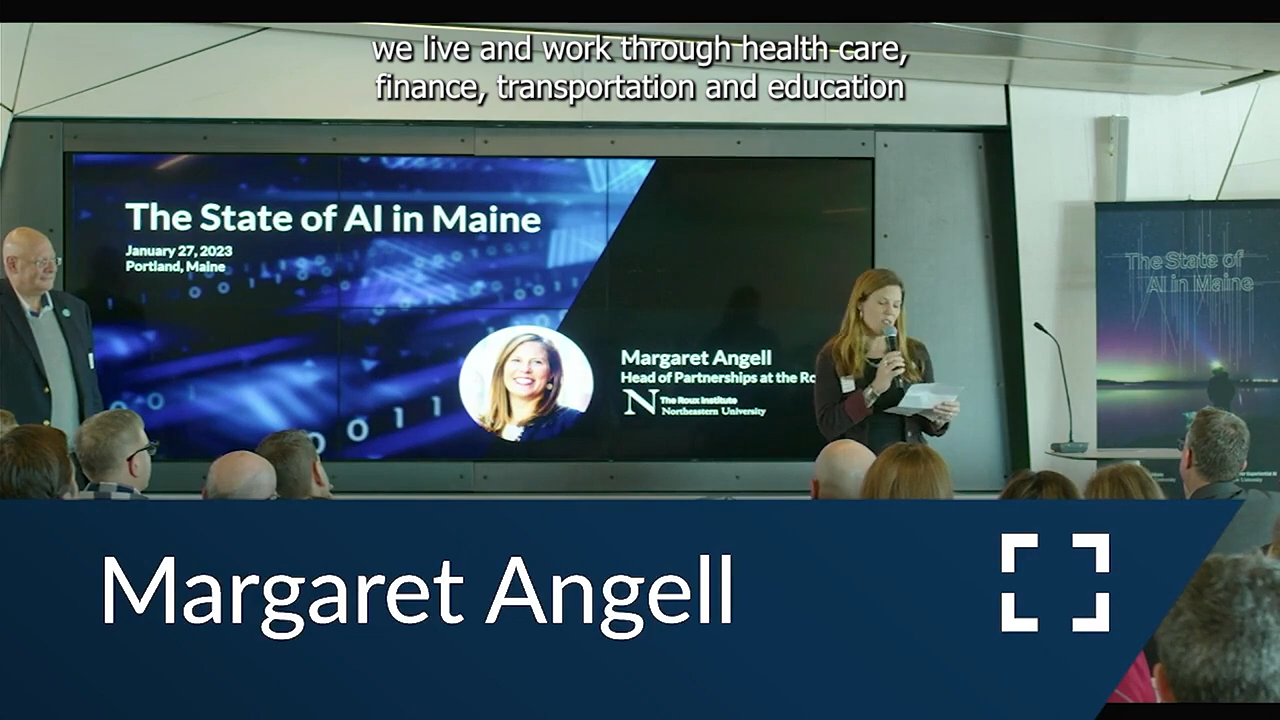 we live and work through health care,
finance, transportation and education
The State of AI in Maine
January 27, 2023
Portland, Maine
Margaret Angell
Head of Partnerships at the
The Roux Institute
Northeastern University
The State of
AI in Maine
Margaret Angell